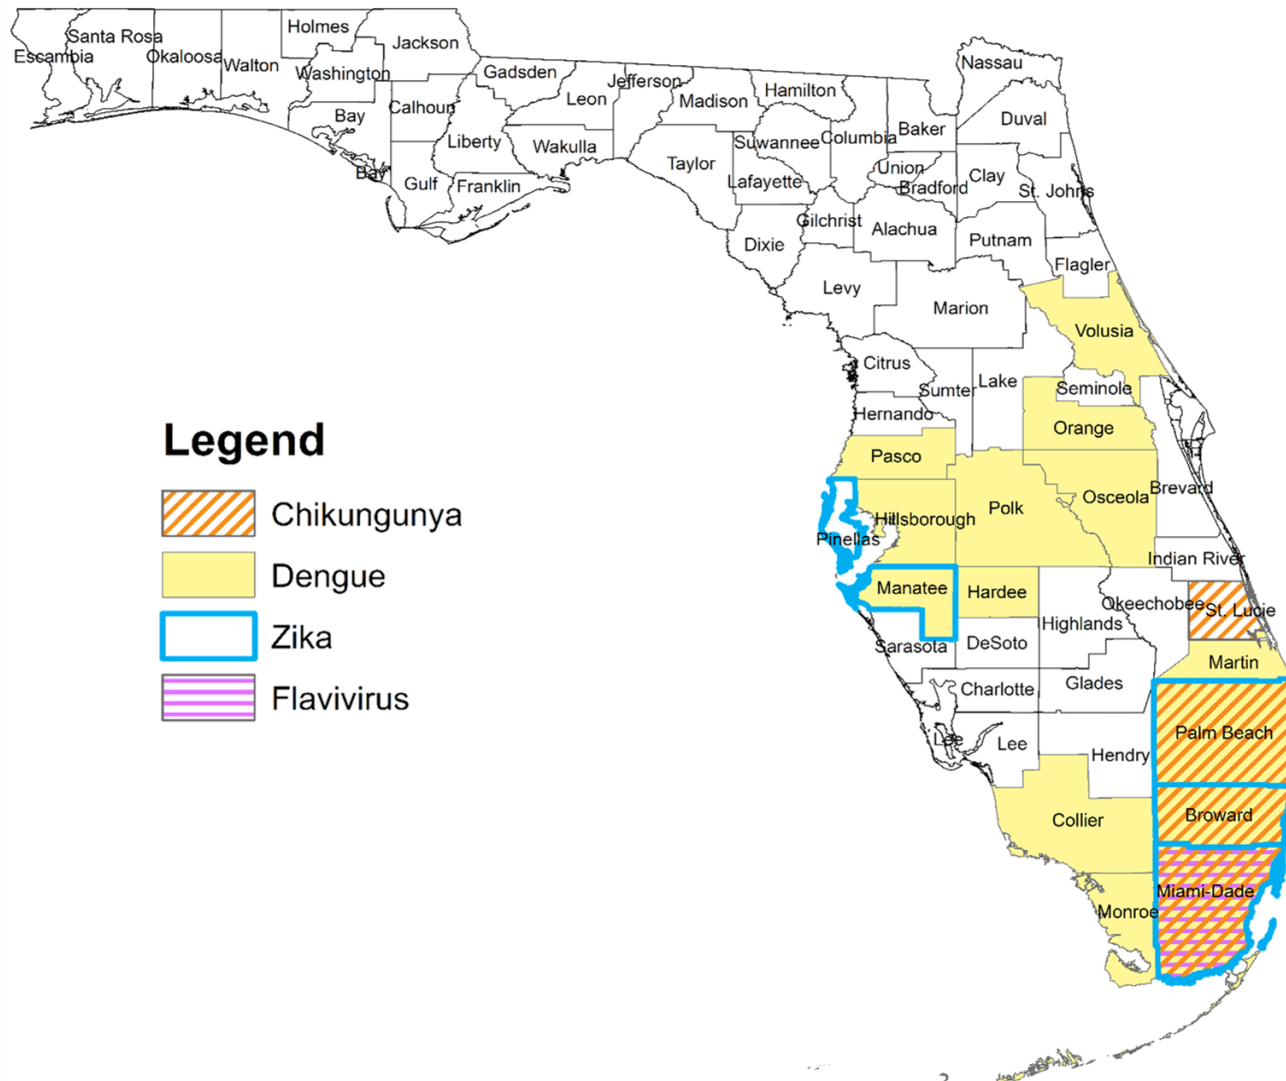 Holmes
Santa Rosa
Jackson
Escambia
Okaloosa
Walton
Washington
Gadsden
Jefferson
Nassau
Leon
Madison
Hamilton
Calhoun
Bay
Duval
Baker
Columbia
Liberty
Wakulla
Suwannee
Taylor
Union
Bay
Gulf
Franklin
Lafayette
Bradford
Clay
St. Johns
Gilchrist
Alachua
Dixie
Putnam
Flagler
Levy
Marion
Volusia
Citrus
Sumter
Lake
Seminole
Hernando
Orange
Legend
Pasco
Brevard
Osceola
Polk
Chikungunya
Hillsborough
Pinellas
Indian River
Dengue
Manatee
Hardee
Okeechobee
St. Lucie
Highlands
Zika
Sarasota
DeSoto
Martin
Flavivirus
Charlotte
Glades
Palm Beach
Lee
Lee
Hendry
Broward
Collier
Miami-Dade
Monroe